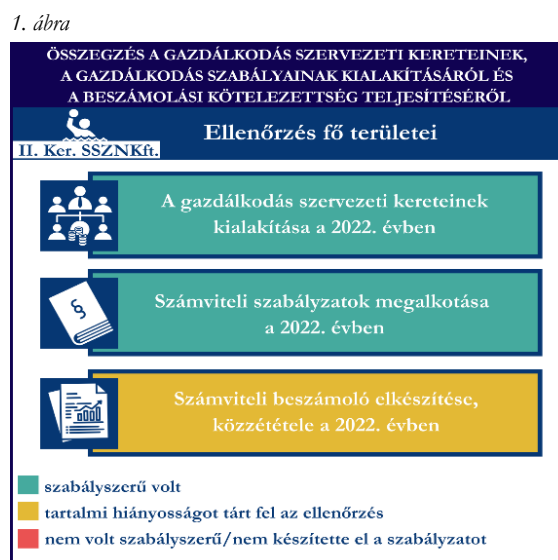 1. ábra
ÖSSZEGZÉS A GAZDÁLKODÁS SZERVEZETI KERETEINEK,
A GAZDÁLKODÁS SZABÁLYAINAK KIALAKÍTÁSÁRÓL ÉS
A BESZÁMOLÁSI KÖTELEZETTSÉG TELJESÍTÉSÉRŐL
II. Ker. SSZNKft.
Ellenőrzés fő területei
A gazdálkodás szervezeti kereteinek
kialakítása a 2022. évben
§
Számviteli szabályzatok megalkotása
a 2022. évben
Számviteli beszámoló elkészítése,
közzététele a 2022. évben
szabályszerű volt
tartalmi hiányosságot tárt fel az ellenőrzés
nem volt szabályszerű/nem készítette el a szabályzatot